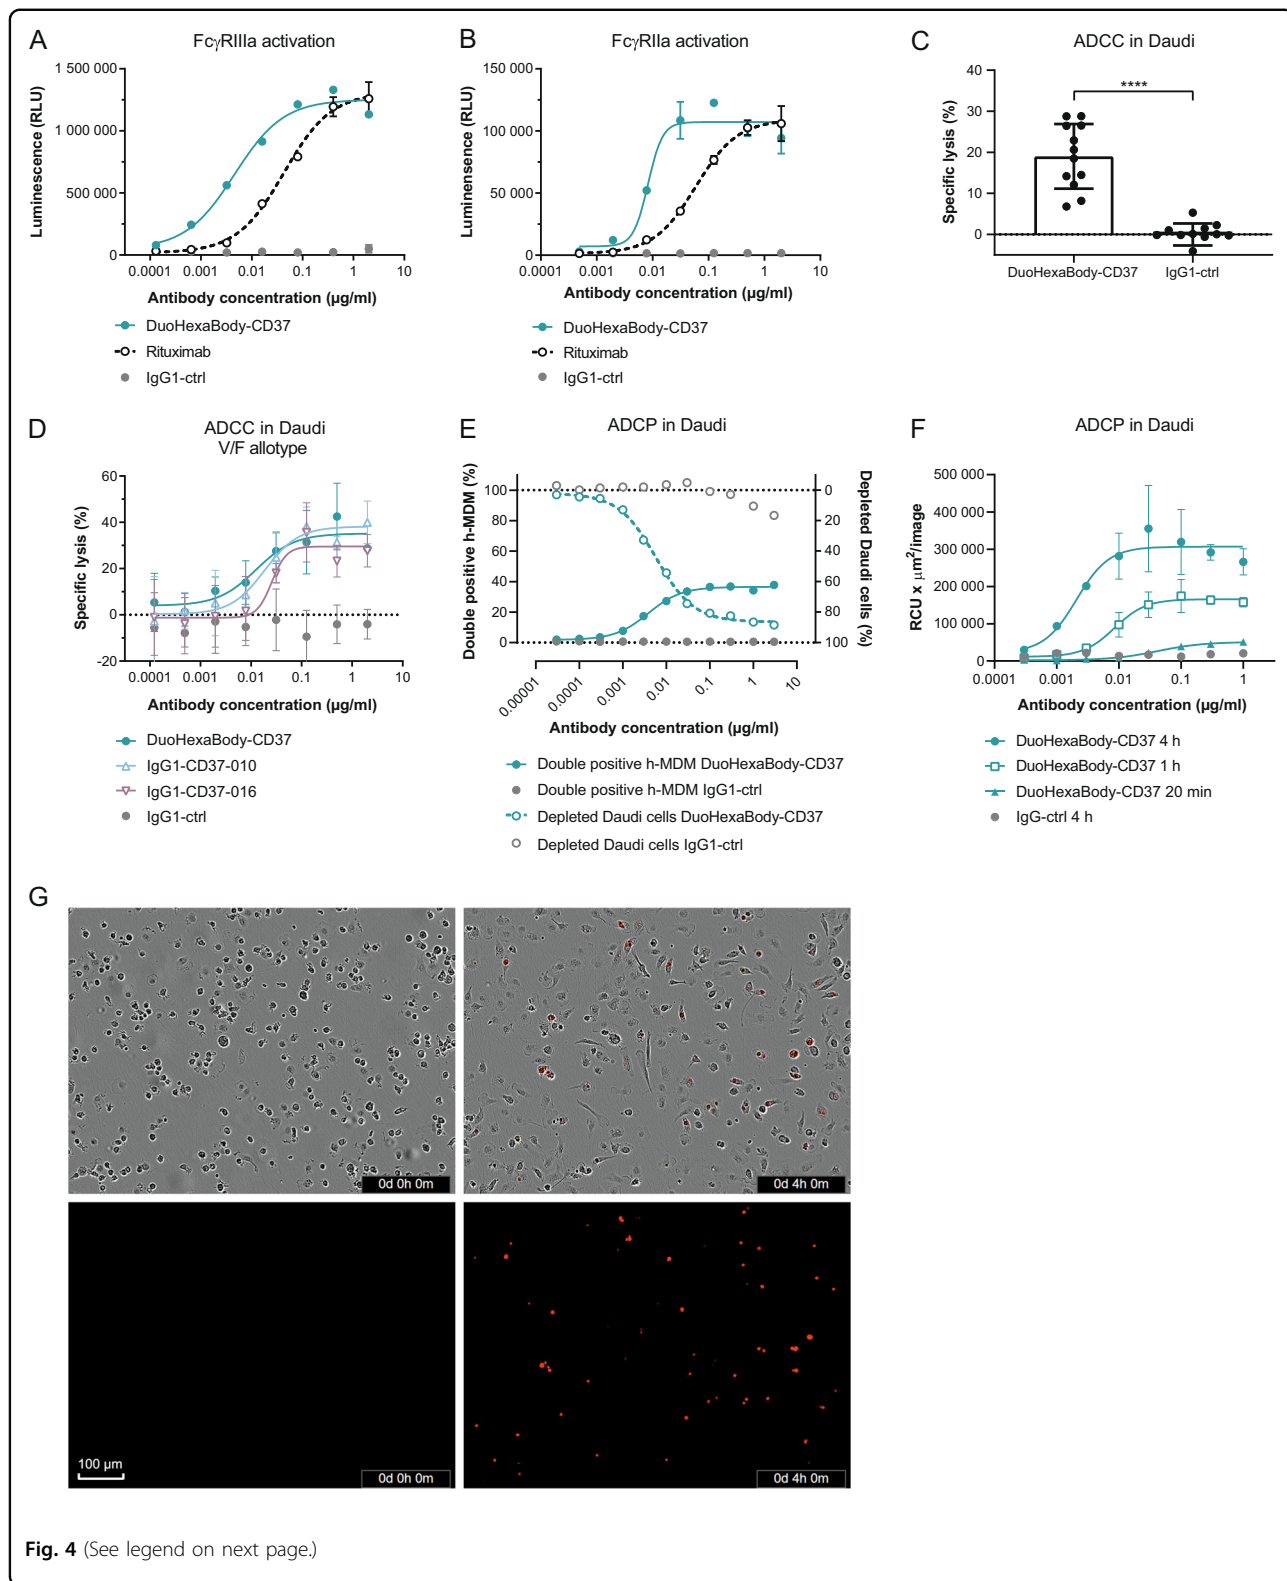 A
FcγRIIIa activation
Luminescence (RLU)
1 500 000
1 000 000
500 000
0
0.0001 0.001 0.01 0.1 1 10
Antibody concentration (µg/ml)
DuoHexaBody-CD37
Rituximab
IgG1-ctrl
B
FcγRIIa activation
Luminensence (RLU)
150 000
100 000
50 000
0
0.0001 0.001 0.01 0.1 1 10
Antibody concentration (µg/ml)
DuoHexaBody-CD37
Rituximab
IgG1-ctrl
C
ADCC in Daudi
Specific lysis (%)
40
30
20
10
0
****
DuoHexaBody-CD37 IgG1-ctrl
D
ADCC in Daudi
V/F allotype
Specific lysis (%)
60
40
20
0
-20
0.0001 0.001 0.01 0.1 1 10
Antibody concentration (µg/ml)
DuoHexaBody-CD37
IgG1-CD37-010
IgG1-CD37-016
IgG1-ctrl
E
ADCP in Daudi
Double positive h-MDM (%)
100
80
60
40
20
0
Depleted Daudi cells (%)
0
20
40
60
80
100
0.00001 0.0001 0.001 0.01 0.1 1 10
Antibody concentration (µg/ml)
Double positive h-MDM DuoHexaBody-CD37
Double positive h-MDM IgG1-ctrl
Depleted Daudi cells DuoHexaBody-CD37
Depleted Daudi cells IgG1-ctrl
F
ADCP in Daudi
RCU x µm²/image
500 000
400 000
300 000
200 000
100 000
0
0.0001 0.001 0.01 0.1 1
Antibody concentration (µg/ml)
DuoHexaBody-CD37 4 h
DuoHexaBody-CD37 1 h
DuoHexaBody-CD37 20 min
IgG-ctrl 4 h
G
0d 0h 0m
0d 4h 0m
100 µm
0d 0h 0m
0d 4h 0m
Fig. 4 (See legend on next page.)